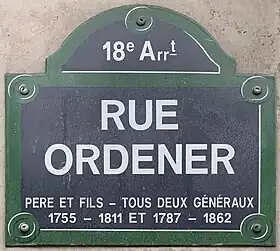 18e Arrt
RUE
ORDENER
PERE ET FILS – TOUS DEUX GÉNÉRAUX
1755 – 1811 ET 1787 – 1862